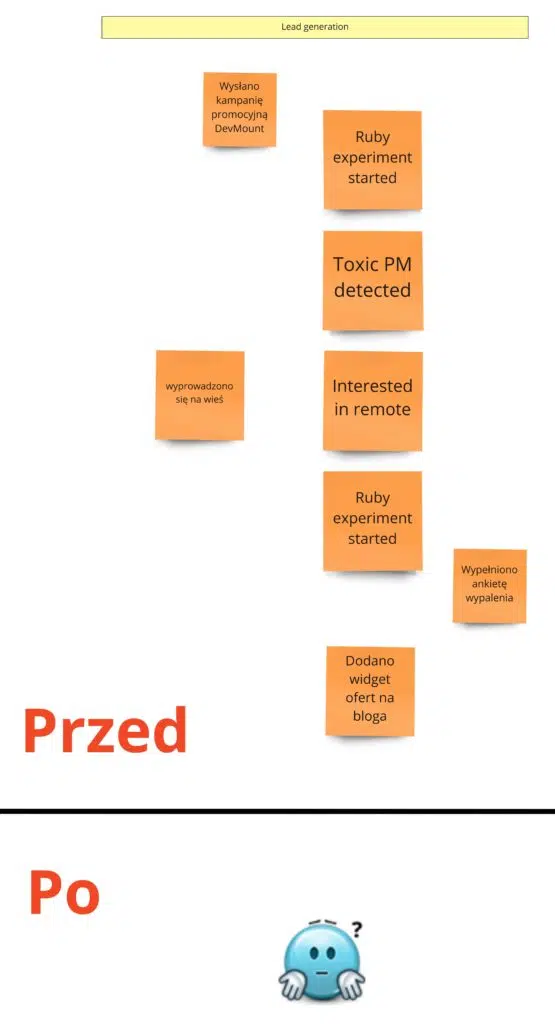 Lead generation
Wysłano
kampanię
promocyjną
DevMount
Ruby
experiment
started
Toxic PM
detected
wyprowadzono
się na wieś
Interested
in remote
Ruby
experiment
started
Wypełniono
ankietę
wypalenia
Dodano
widget
ofert na
bloga
Przed
Po
?